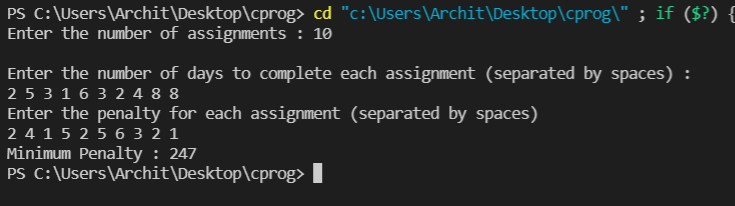 PS C:\Users\Archit\Desktop\cprog> cd "c:\Users\Archit\Desktop\cprog\" ; if ($?) {
Enter the number of assignments : 10
Enter the number of days to complete each assignment (separated by spaces) :
2 5 3 1 6 3 2 4 8 8
Enter the penalty for each assignment (separated by spaces)
2 4 1 5 2 5 6 3 2 1
Minimum Penalty : 247
PS C:\Users\Archit\Desktop\cprog>